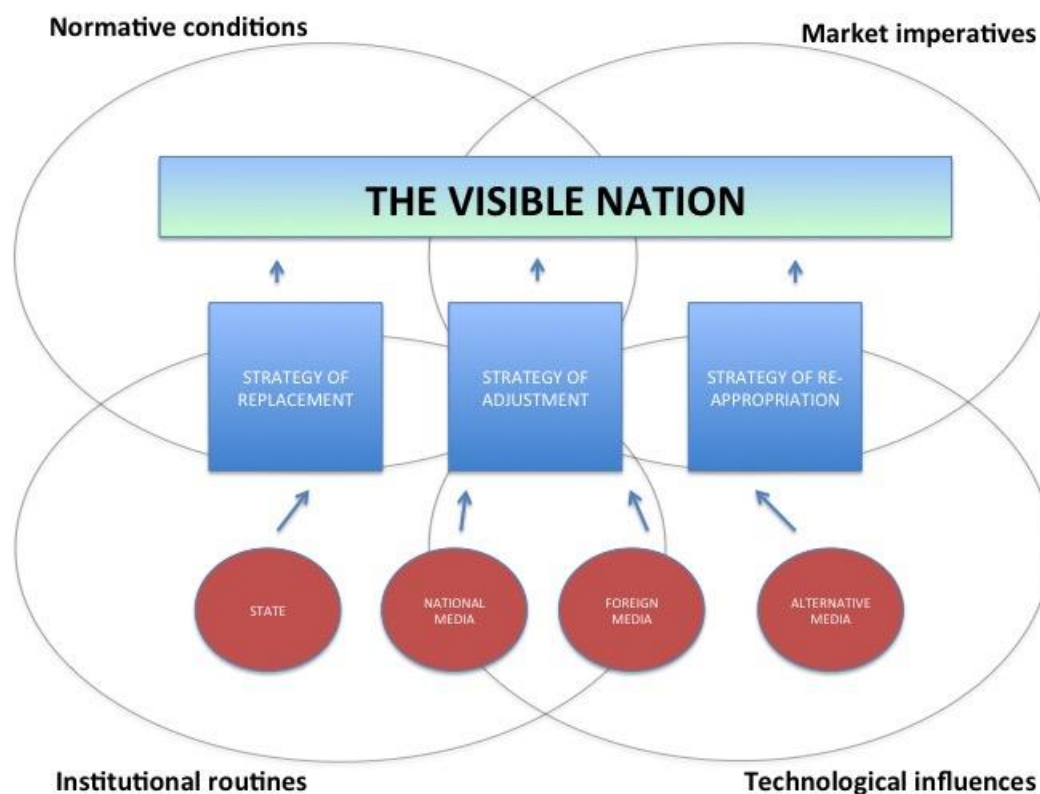 Normative conditions
Market imperatives
THE VISIBLE NATION
STRATEGY OF
REPLACEMENT
STRATEGY OF
ADJUSTMENT
STRATEGY OF RE-
APPROPRIATION
STATE
NATIONAL
MEDIA
FOREIGN
MEDIA
ALTERNATIVE
MEDIA
Institutional routines
Technological influences